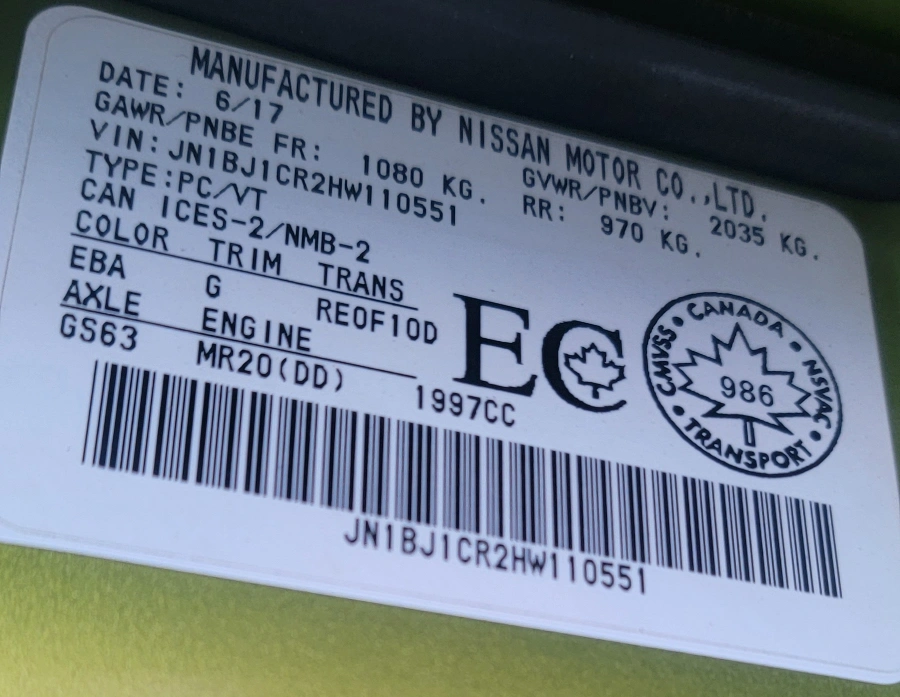 MANUFACTURED BY NISSAN MOTOR CO.,LTD.
DATE: 6/17 GVWR/PNBV: 2035 KG.
GAWR/PNBE FR: 1080 KG. RR: 970 KG.
VIN: JN1BJ1CR2HW110551
TYPE:PC/VT
CAN ICES-2/NMB-2
COLOR TRIM TRANS
EBA G RE0F10D
AXLE ENGINE
GS63 MR20(DD) 1997CC
EC
CANADA • NSVAC • TRANSPORT • CMVSS •
986
JN1BJ1CR2HW110551